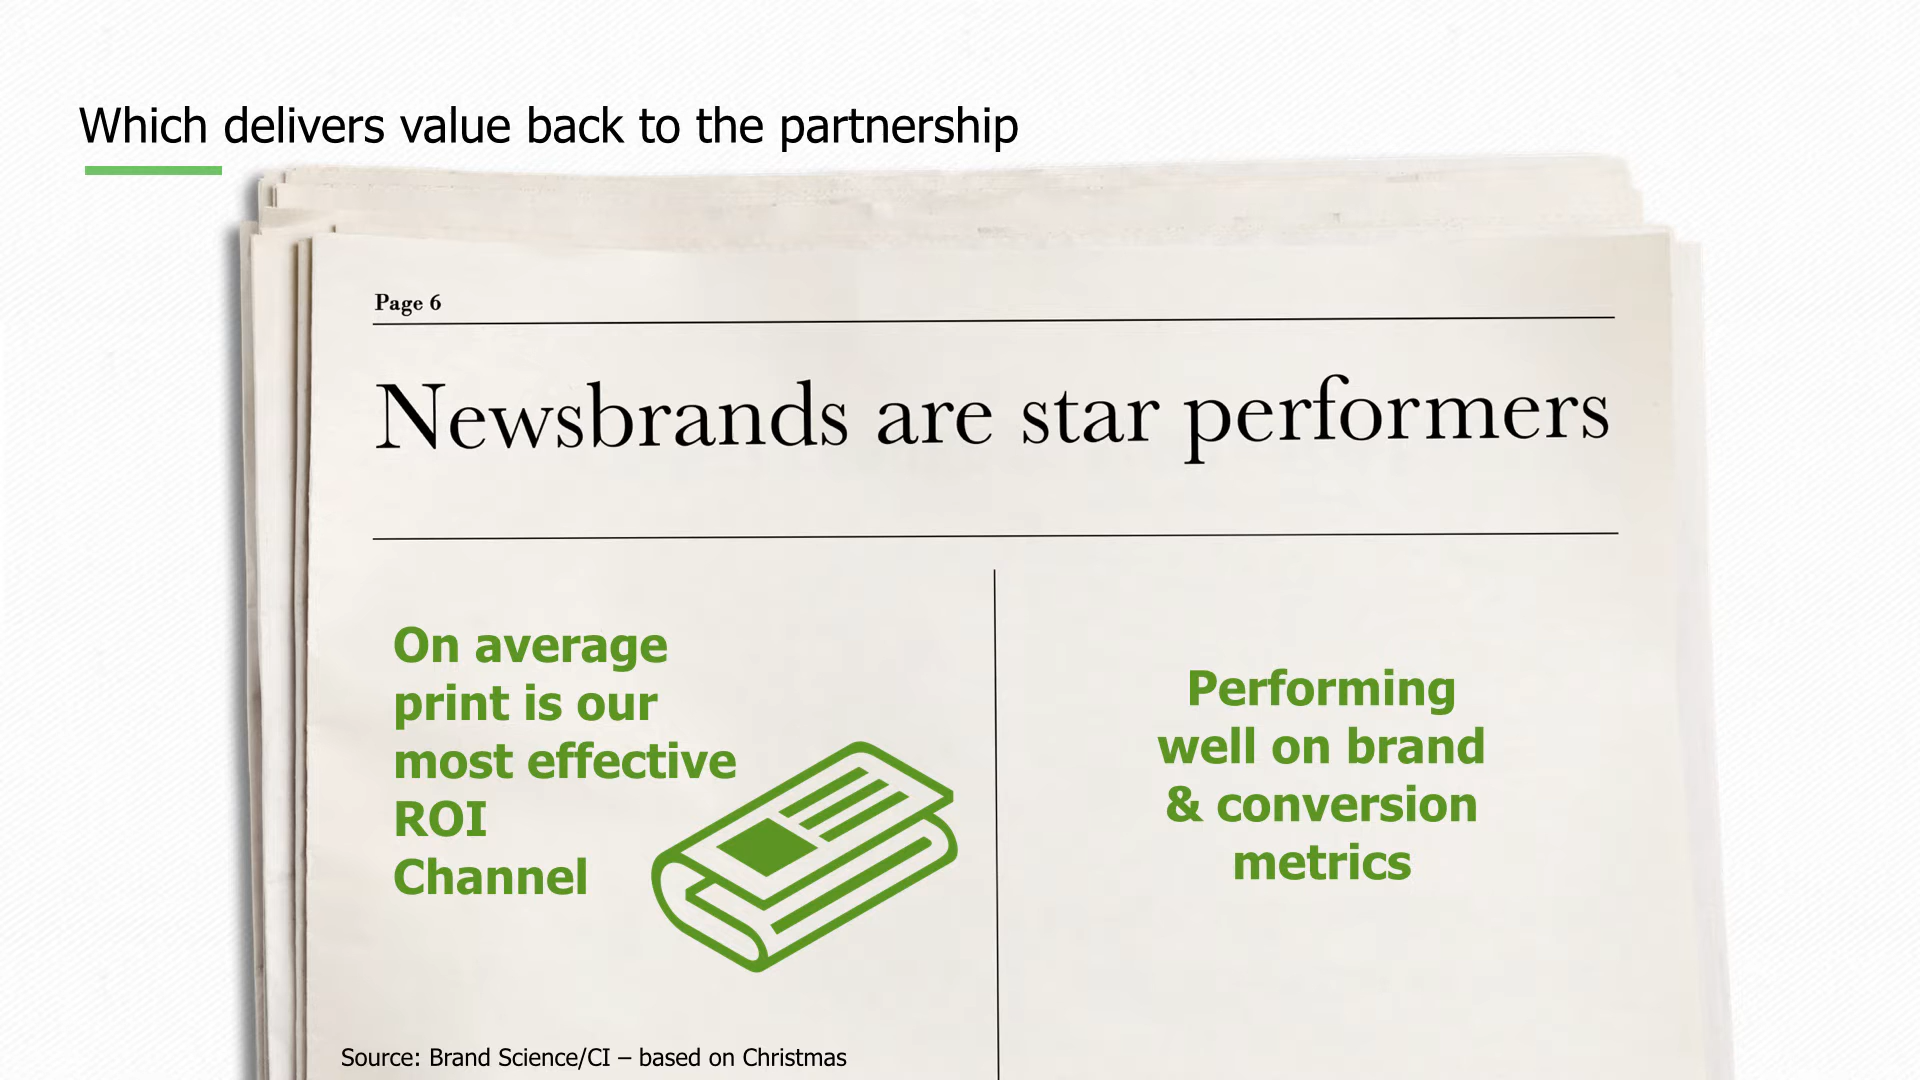 Which delivers value back to the partnership
Page 6
Newsbrands are star performers
On average
print is our
most effective
ROI
Channel
Performing
well on brand
& conversion
metrics
Source: Brand Science/CI – based on Christmas